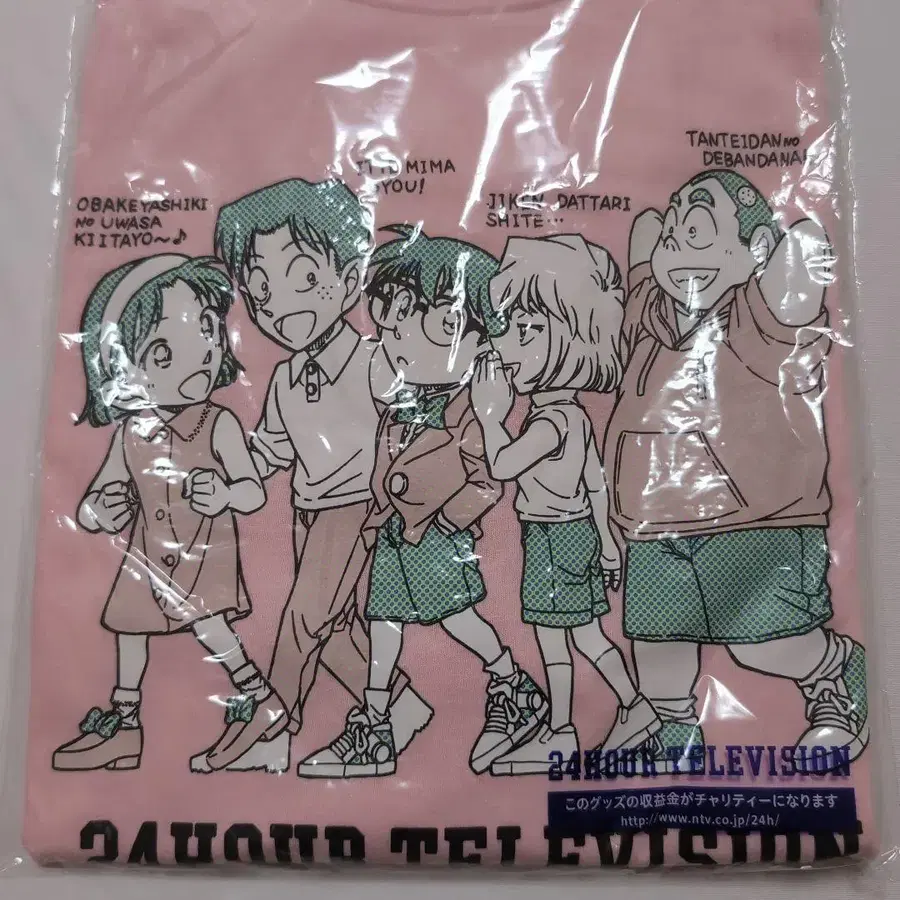 OBAKEYASHIKI
NO UWASA
KIITAYO～♪
MIMA
YOU!
JIKEN DATTARI
SHITE…
TANTEIDAN NO
DEBANDANA!
24HOUR TELEVISION
このグッズの収益金がチャリティーになります
http://www.ntv.co.jp/24h/
24HOUR TELEVISION